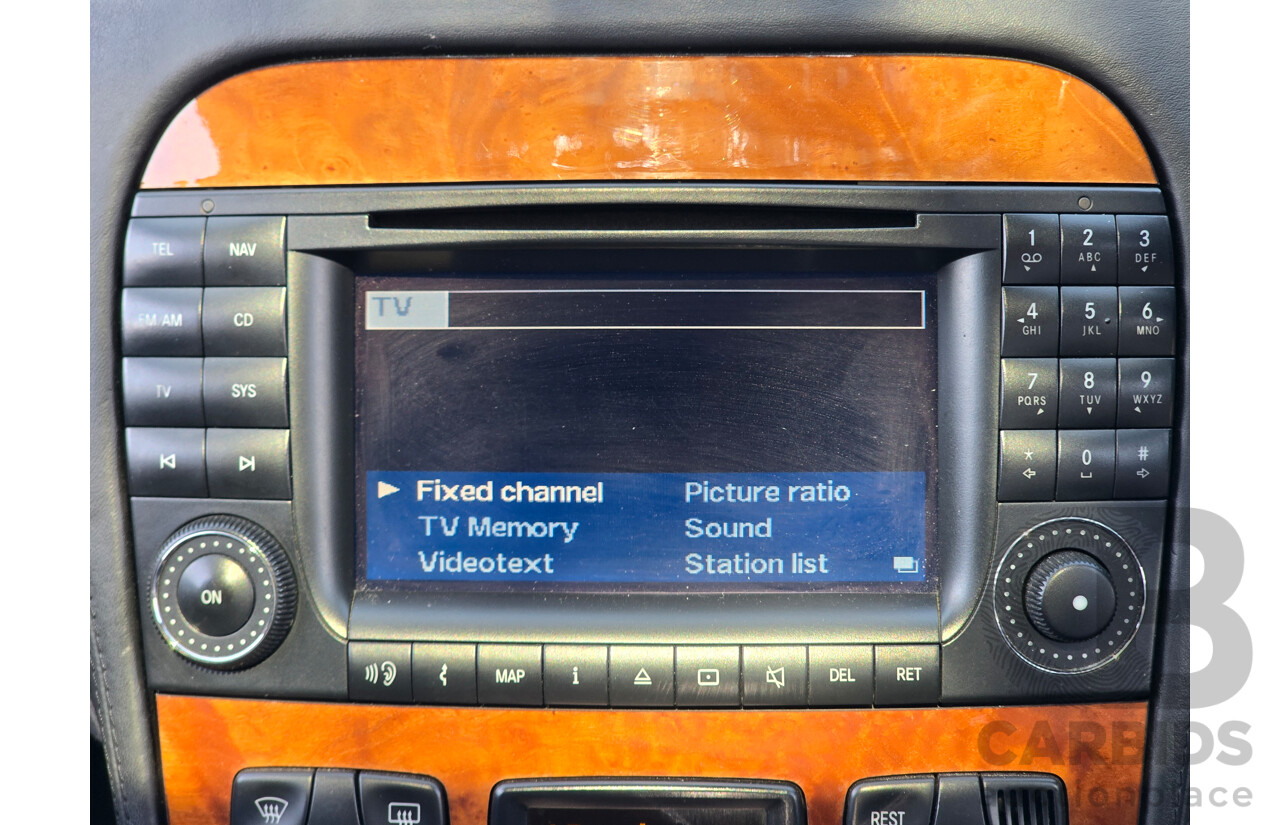 TEL NAV
1 2 ABC 3 DEF
TV
FM AM CD
4 GHI 5 JKL 6 MNO
TV SYS
7 PQRS 8 TUV 9 WXYZ
* 0 #
Fixed channel Picture ratio
TV Memory Sound
Videotext Station list
ON
MAP i DEL RET
CARBIDS
REST